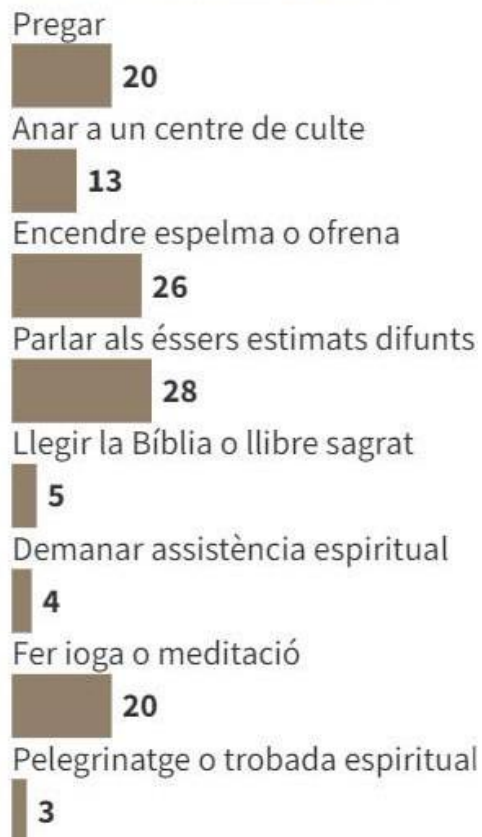 Pregar
20
Anar a un centre de culte
13
Encendre espelma o ofrena
26
Parlar als éssers estimats difunts
28
Llegir la Bíblia o llibre sagrat
5
Demanar assistència espiritual
4
Fer ioga o meditació
20
Pelegrinatge o trobada espiritual
3